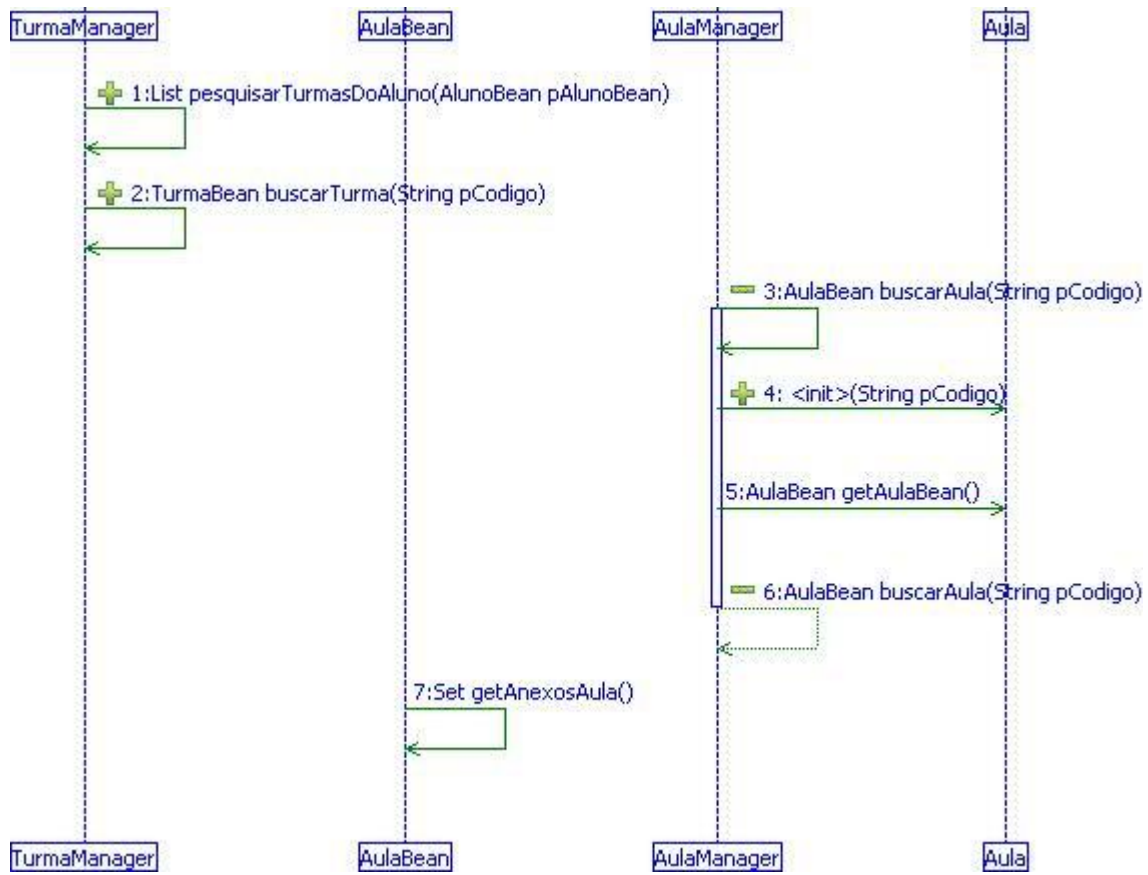 TurmaManager AulaBean AulaManager Aula
1:List pesquisarTurmasDoAluno(AlunoBean pAlunoBean)
2:TurmaBean buscarTurma(String pCodigo)
3:AulaBean buscarAula(String pCodigo)
4: <init>(String pCodigo)
5:AulaBean getAulaBean()
6:AulaBean buscarAula(String pCodigo)
7:Set getAnexosAula()
TurmaManager AulaBean AulaManager Aula